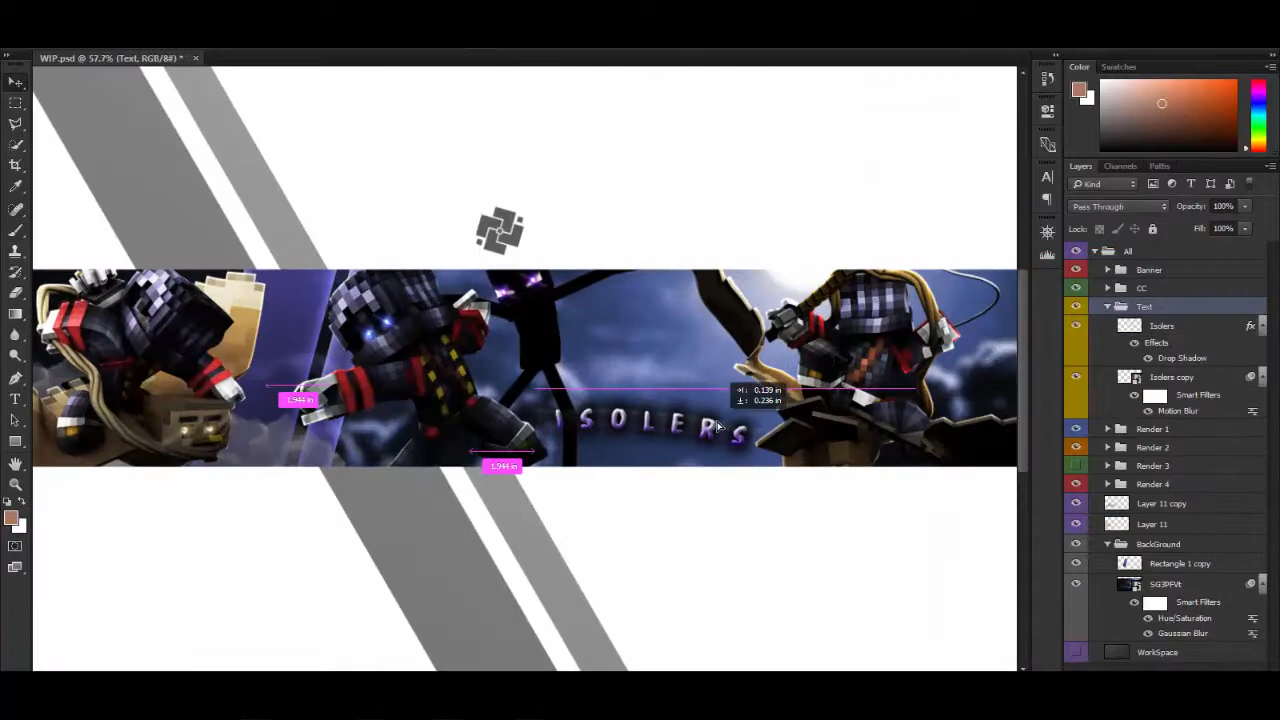 WIP.psd @ 57.7% (Text, RGB/8#) *
Color
Swatches
Layers
Channels
Paths
Kind
Pass Through
Opacity:
100%
Lock:
Fill:
100%
All
Banner
CC
Text
Isolers
fx
Effects
Drop Shadow
Isolers copy
Smart Filters
Motion Blur
Render 1
Render 2
Render 3
Render 4
Layer 11 copy
Layer 11
BackGround
Rectangle 1 copy
SG3PFVt
Smart Filters
Hue/Saturation
Gaussian Blur
WorkSpace
0.139 in
0.236 in
1.944 in
ISOLERS
1.944 in